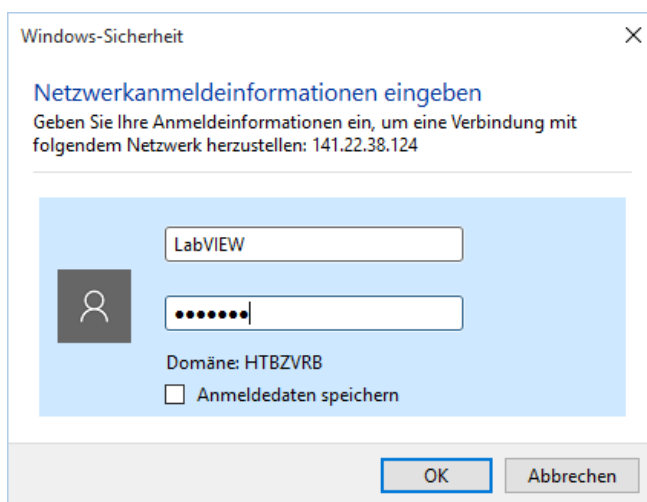 Windows-Sicherheit
Netzwerkanmeldeinformationen eingeben
Geben Sie Ihre Anmeldeinformationen ein, um eine Verbindung mit
folgendem Netzwerk herzustellen: 141.22.38.124
LabVIEW
●●●●●●●
Domäne: HTBZVRB
Anmeldedaten speichern
OK Abbrechen